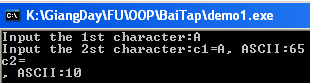 K:\GiangDay\FU\OOP\BaiTap\demo1.exe
Input the 1st character:A
Input the 2st character:c1=A, ASCII:65
c2=
, ASCII:10